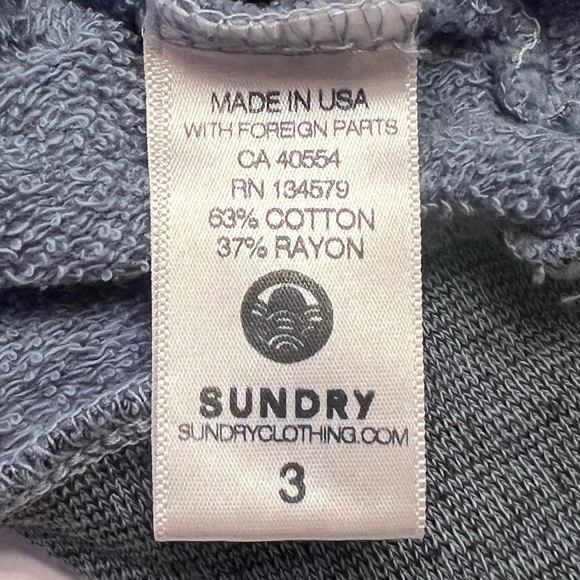 MADE IN USA
WITH FOREIGN PARTS
CA 40554
RN 134579
63% COTTON
37% RAYON
SUNDRY
SUNDRYCLOTHING.COM
3